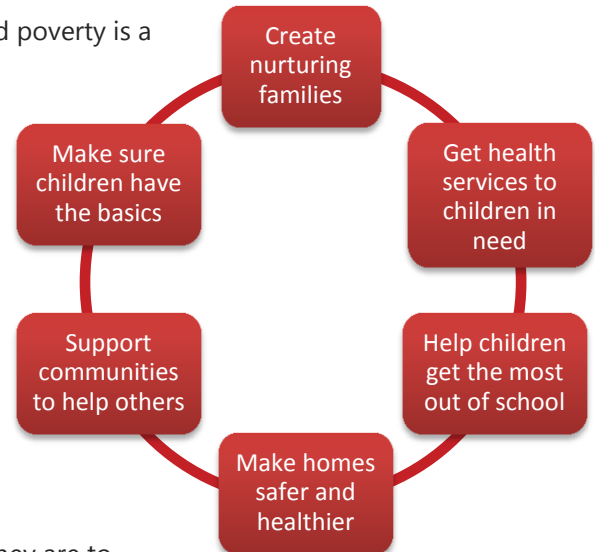 d poverty is a
Create
nurturing
families
Get health
services to
children in
need
Help children
get the most
out of school
Make homes
safer and
healthier
Support
communities
to help others
Make sure
children have
the basics